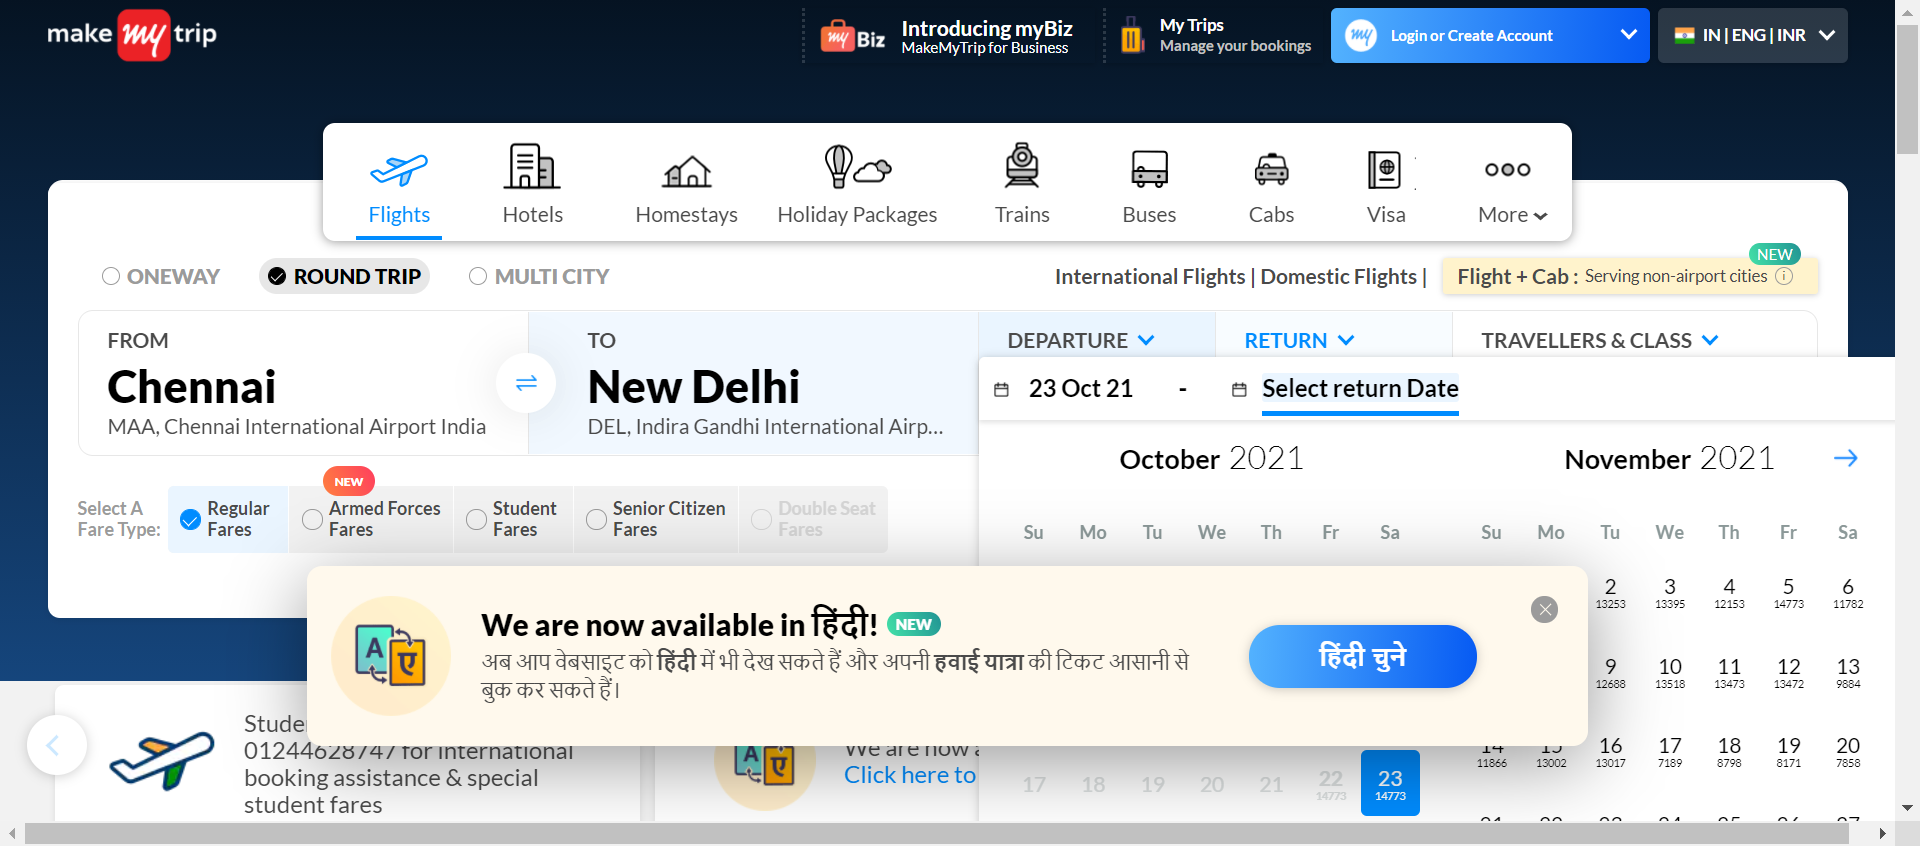 make my trip
my Biz
Introducing myBiz
MakeMyTrip for Business
My Trips
Manage your bookings
my
Login or Create Account
IN | ENG | INR
Flights
Hotels
Homestays
Holiday Packages
Trains
Buses
Cabs
Visa
More
ONEWAY
ROUND TRIP
MULTI CITY
International Flights | Domestic Flights |
NEW
Flight + Cab : Serving non-airport cities
FROM
Chennai
MAA, Chennai International Airport India
TO
New Delhi
DEL, Indira Gandhi International Airp...
DEPARTURE
RETURN
TRAVELLERS & CLASS
23 Oct 21 - Select return Date
October 2021
November 2021
Su Mo Tu We Th Fr Sa
Su Mo Tu We Th Fr Sa
2 3 4 5 6
13253 13395 12153 14773 11782
9 10 11 12 13
12688 13518 13473 13472 9884
14 15 16 17 18 19 20
11866 13002 13017 7189 8798 8171 7858
17 18 19 20 21 22 23
14773 14773
Select A
Fare Type:
Regular
Fares
NEW
Armed Forces
Fares
Student
Fares
Senior Citizen
Fares
Double Seat
Fares
A ए
We are now available in हिंदी! NEW
अब आप वेबसाइट को हिंदी में भी देख सकते हैं और अपनी हवाई यात्रा की टिकट आसानी से
बुक कर सकते हैं।
हिंदी चुने
Stude
01244628747 for international
booking assistance & special
student fares
A ए
We are now a
Click here to